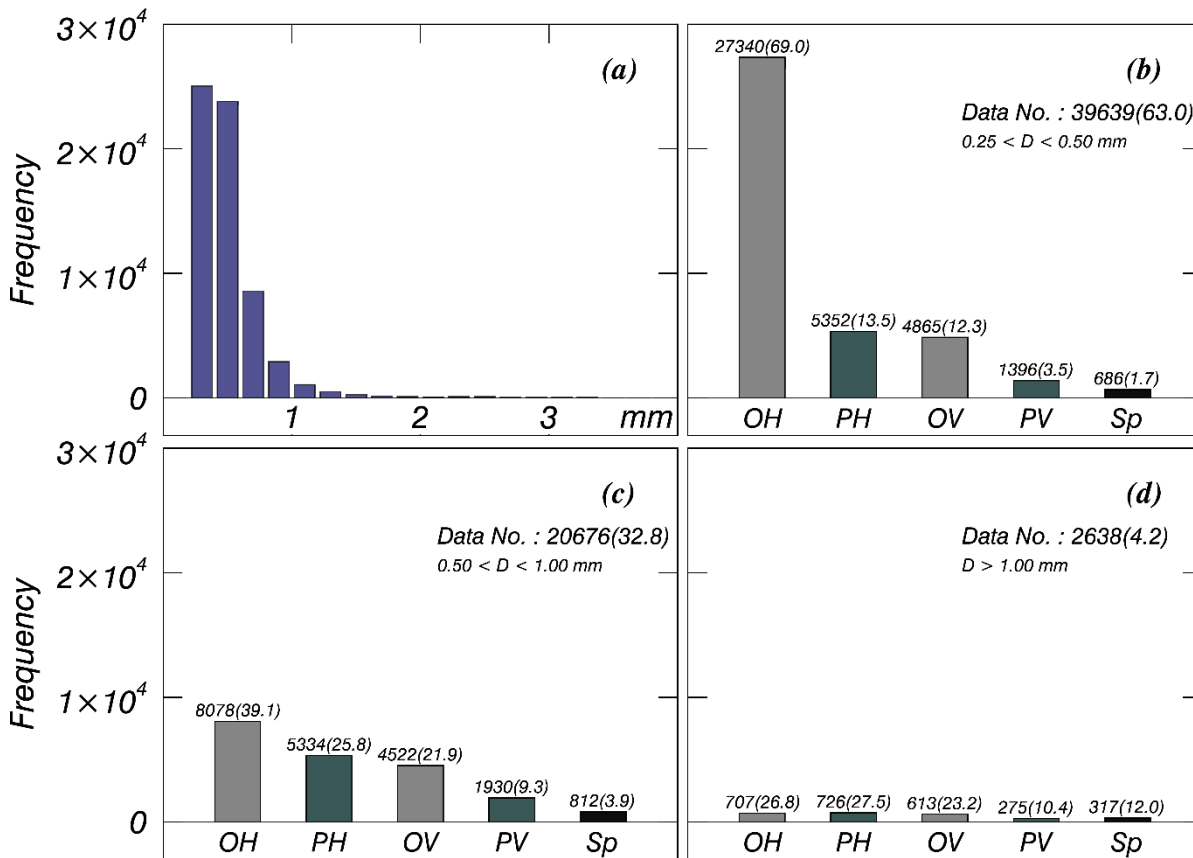 3×10⁴
2×10⁴
1×10⁴
0
Frequency
(a)
1 2 3 mm
(b)
Data No. : 39639(63.0)
0.25 < D < 0.50 mm
27340(69.0)
5352(13.5)
4865(12.3)
1396(3.5)
686(1.7)
OH PH OV PV Sp
3×10⁴
2×10⁴
1×10⁴
0
Frequency
(c)
Data No. : 20676(32.8)
0.50 < D < 1.00 mm
8078(39.1)
5334(25.8)
4522(21.9)
1930(9.3)
812(3.9)
OH PH OV PV Sp
(d)
Data No. : 2638(4.2)
D > 1.00 mm
707(26.8)
726(27.5)
613(23.2)
275(10.4)
317(12.0)
OH PH OV PV Sp